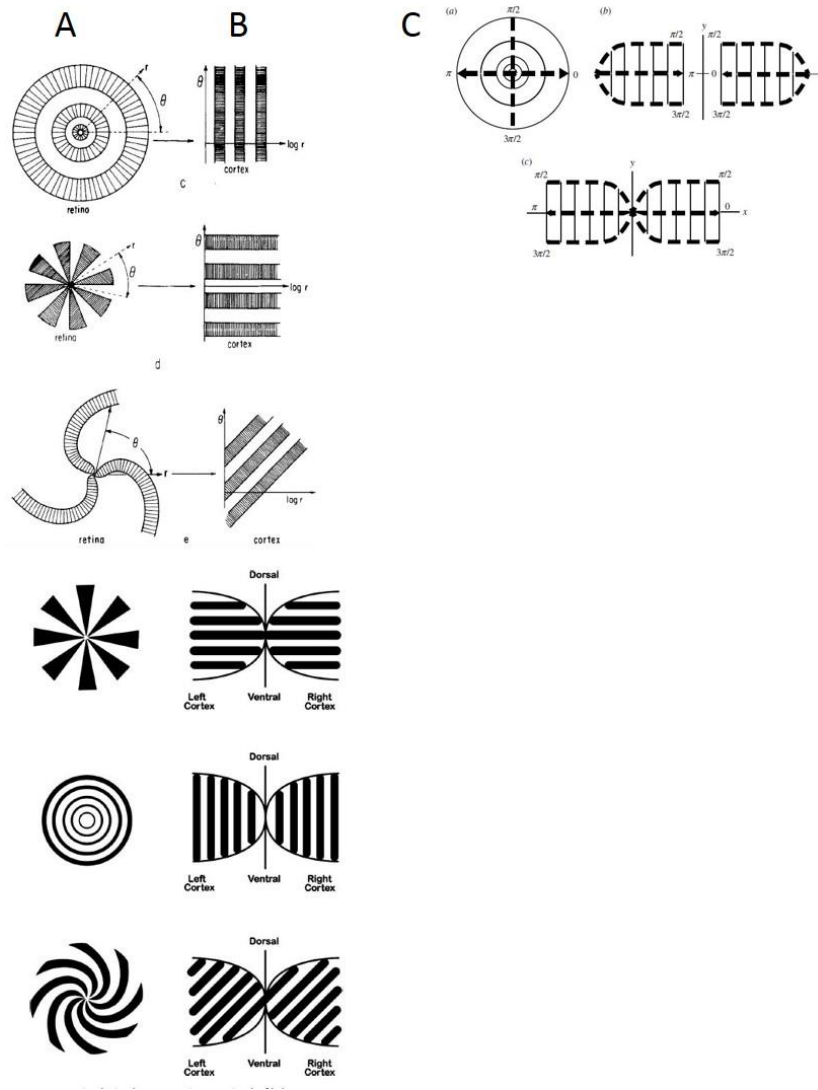 A
B
C
r
θ
retina
θ
log r
cortex
c
r
θ
retina
θ
log r
cortex
d
θ
r
retina
θ
log r
cortex
e
Dorsal
Left Cortex
Ventral
Right Cortex
Dorsal
Left Cortex
Ventral
Right Cortex
Dorsal
Left Cortex
Ventral
Right Cortex
(a)
π/2
π
0
3π/2
(b)
π/2
3π/2
y
π
0
π/2
3π/2
(c)
y
π/2
π/2
π
0
x
3π/2
3π/2